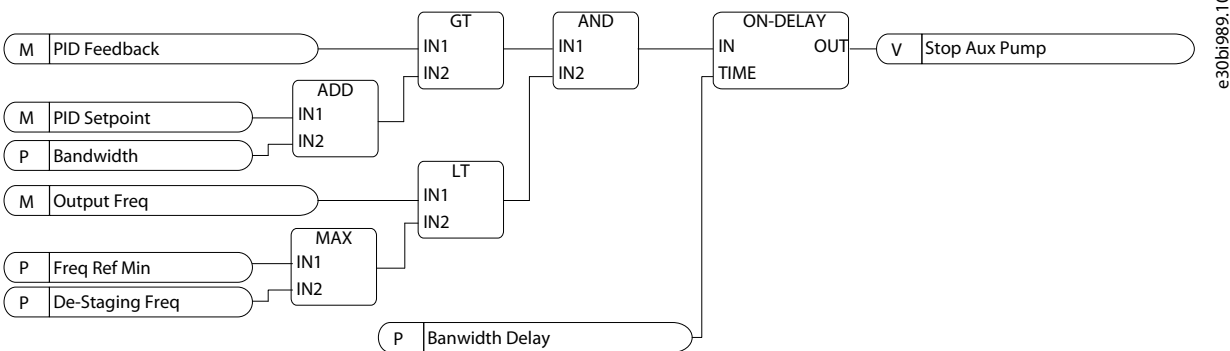 GT
AND
ON-DELAY
M PID Feedback
IN1
IN1
IN OUT
V Stop Aux Pump
IN2
IN2
TIME
ADD
M PID Setpoint
IN1
P Bandwidth
IN2
LT
M Output Freq
IN1
IN2
MAX
P Freq Ref Min
IN1
P De-Staging Freq
IN2
P Banwidth Delay
e30bi989.10